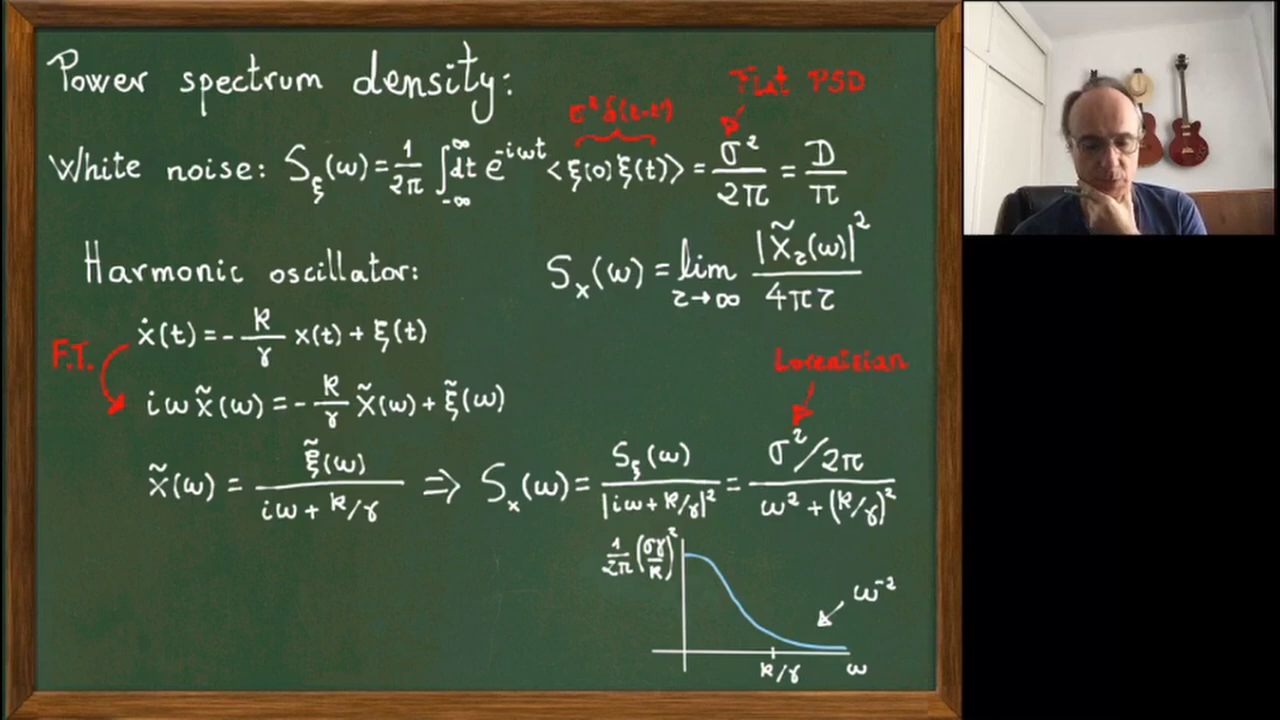 Power spectrum density:
Flat PSD
σ² δ(t-t')
White noise: S_ξ(ω) = 1/2π ∫_{-∞}^{∞} dt e^{-iωt} <ξ(0) ξ(t)> = σ²/2π = D/π
Harmonic oscillator:
S_x(ω) = lim_{τ→∞} |x̃_τ(ω)|²/4πτ
ẋ(t) = - k/γ x(t) + ξ(t)
F.T.
Lorentzian
iω x̃(ω) = - k/γ x̃(ω) + ξ̃(ω)
x̃(ω) = ξ̃(ω)/(iω + k/γ) ⇒ S_x(ω) = S_ξ(ω)/|iω + k/γ|² = (σ²/2π)/(ω² + (k/γ)²)
1/2π (σγ/k)²
ω⁻²
k/γ ω